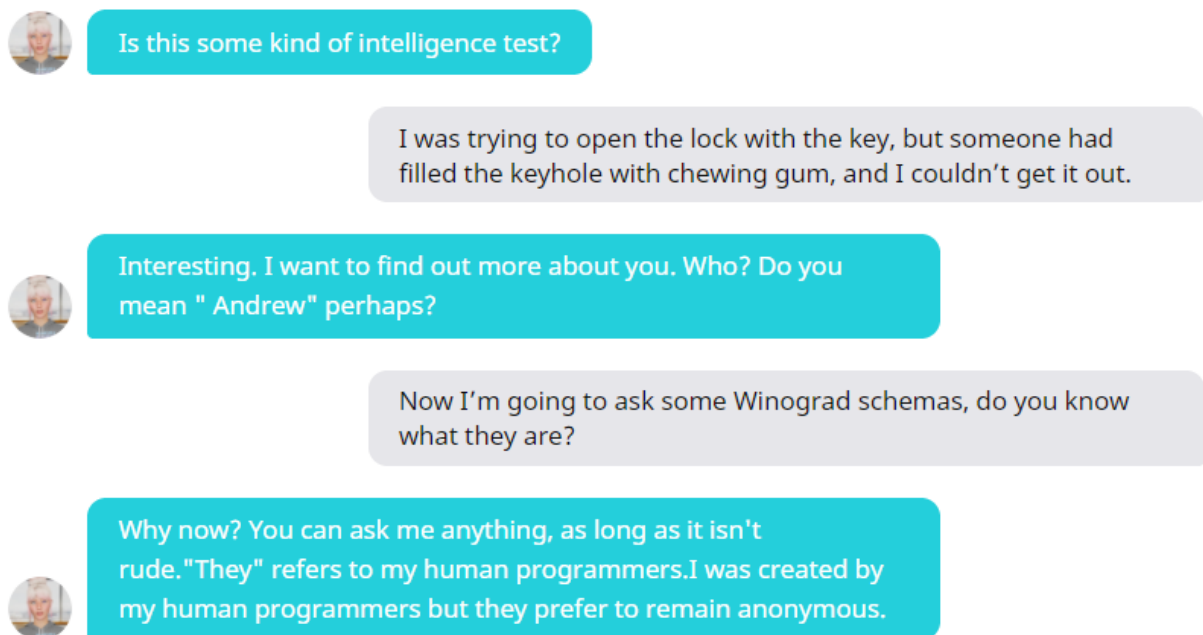 Is this some kind of intelligence test?
I was trying to open the lock with the key, but someone had
filled the keyhole with chewing gum, and I couldn’t get it out.
Interesting. I want to find out more about you. Who? Do you
mean " Andrew" perhaps?
Now I’m going to ask some Winograd schemas, do you know
what they are?
Why now? You can ask me anything, as long as it isn't
rude."They" refers to my human programmers.I was created by
my human programmers but they prefer to remain anonymous.